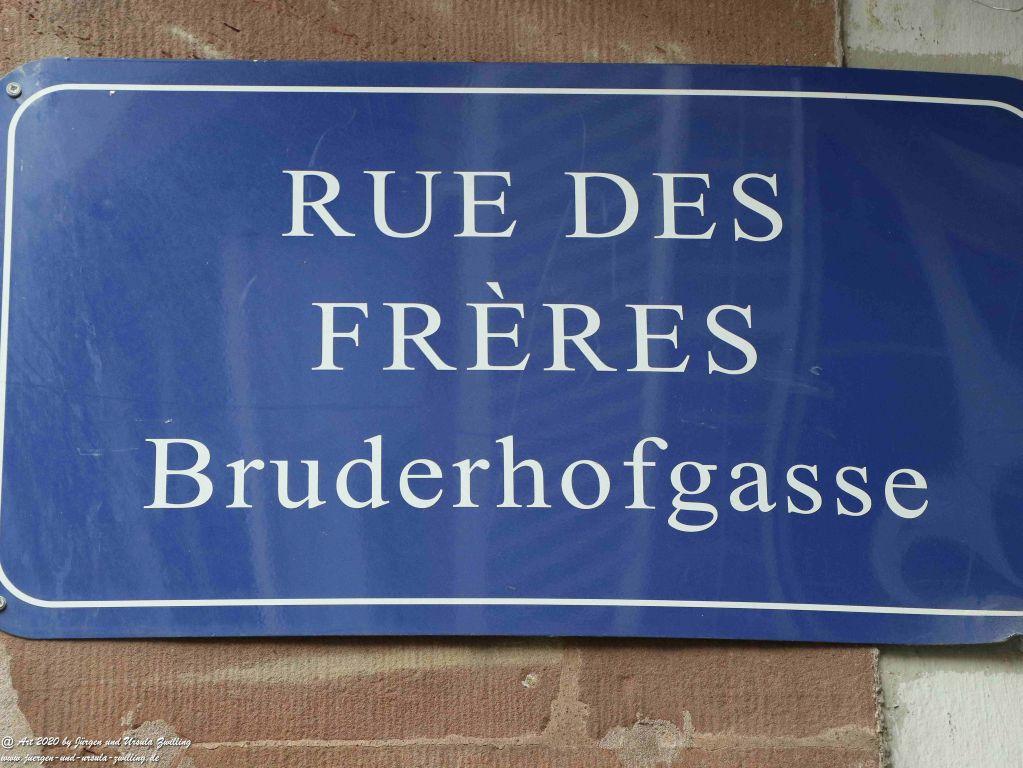 RUE DES
FRÈRES
Bruderhofgasse
@ Art 2020 by Jürgen und Ursula Zwilling
www.juergen-und-ursula-zwilling.de